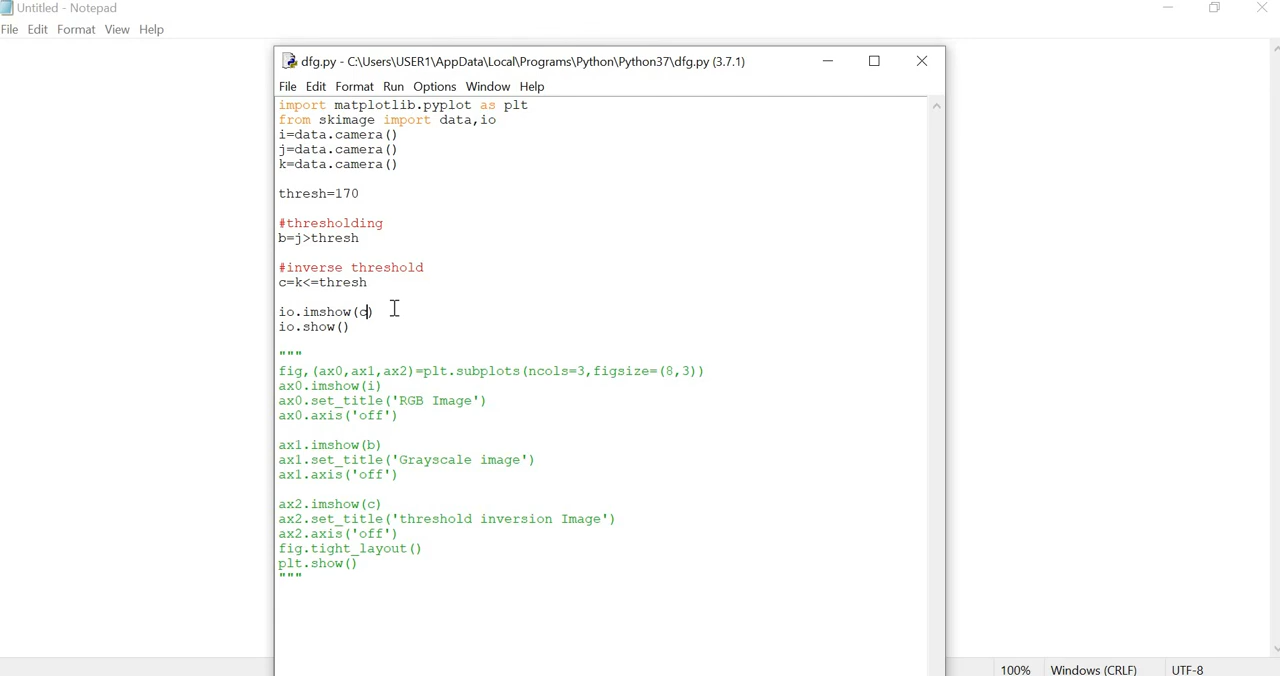 Untitled - Notepad
File Edit Format View Help
dfg.py - C:\Users\USER1\AppData\Local\Programs\Python\Python37\dfg.py (3.7.1)
File Edit Format Run Options Window Help
import matplotlib.pyplot as plt
from skimage import data,io
i=data.camera()
j=data.camera()
k=data.camera()
thresh=170
#thresholding
b=j>thresh
#inverse threshold
c=k<=thresh
io.imshow(c)
io.show()
"""
fig,(ax0,ax1,ax2)=plt.subplots(ncols=3,figsize=(8,3))
ax0.imshow(i)
ax0.set_title('RGB Image')
ax0.axis('off')
ax1.imshow(b)
ax1.set_title('Grayscale image')
ax1.axis('off')
ax2.imshow(c)
ax2.set_title('threshold inversion Image')
ax2.axis('off')
fig.tight_layout()
plt.show()
"""
100% Windows (CRLF) UTF-8